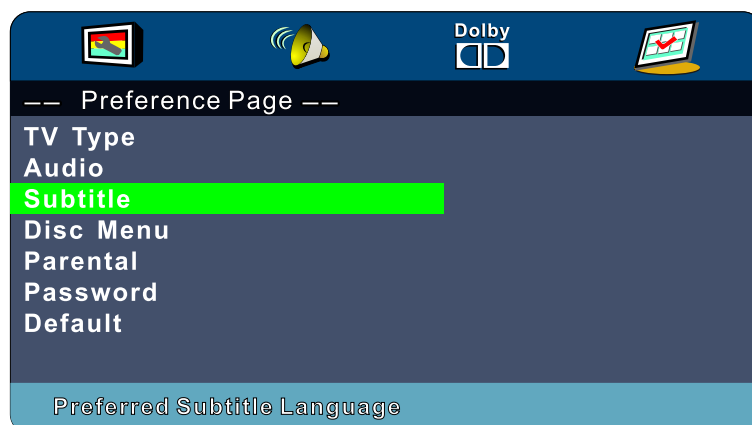 Dolby
-- Preference Page --
TV Type
Audio
Subtitle
Disc Menu
Parental
Password
Default
Preferred Subtitle Language